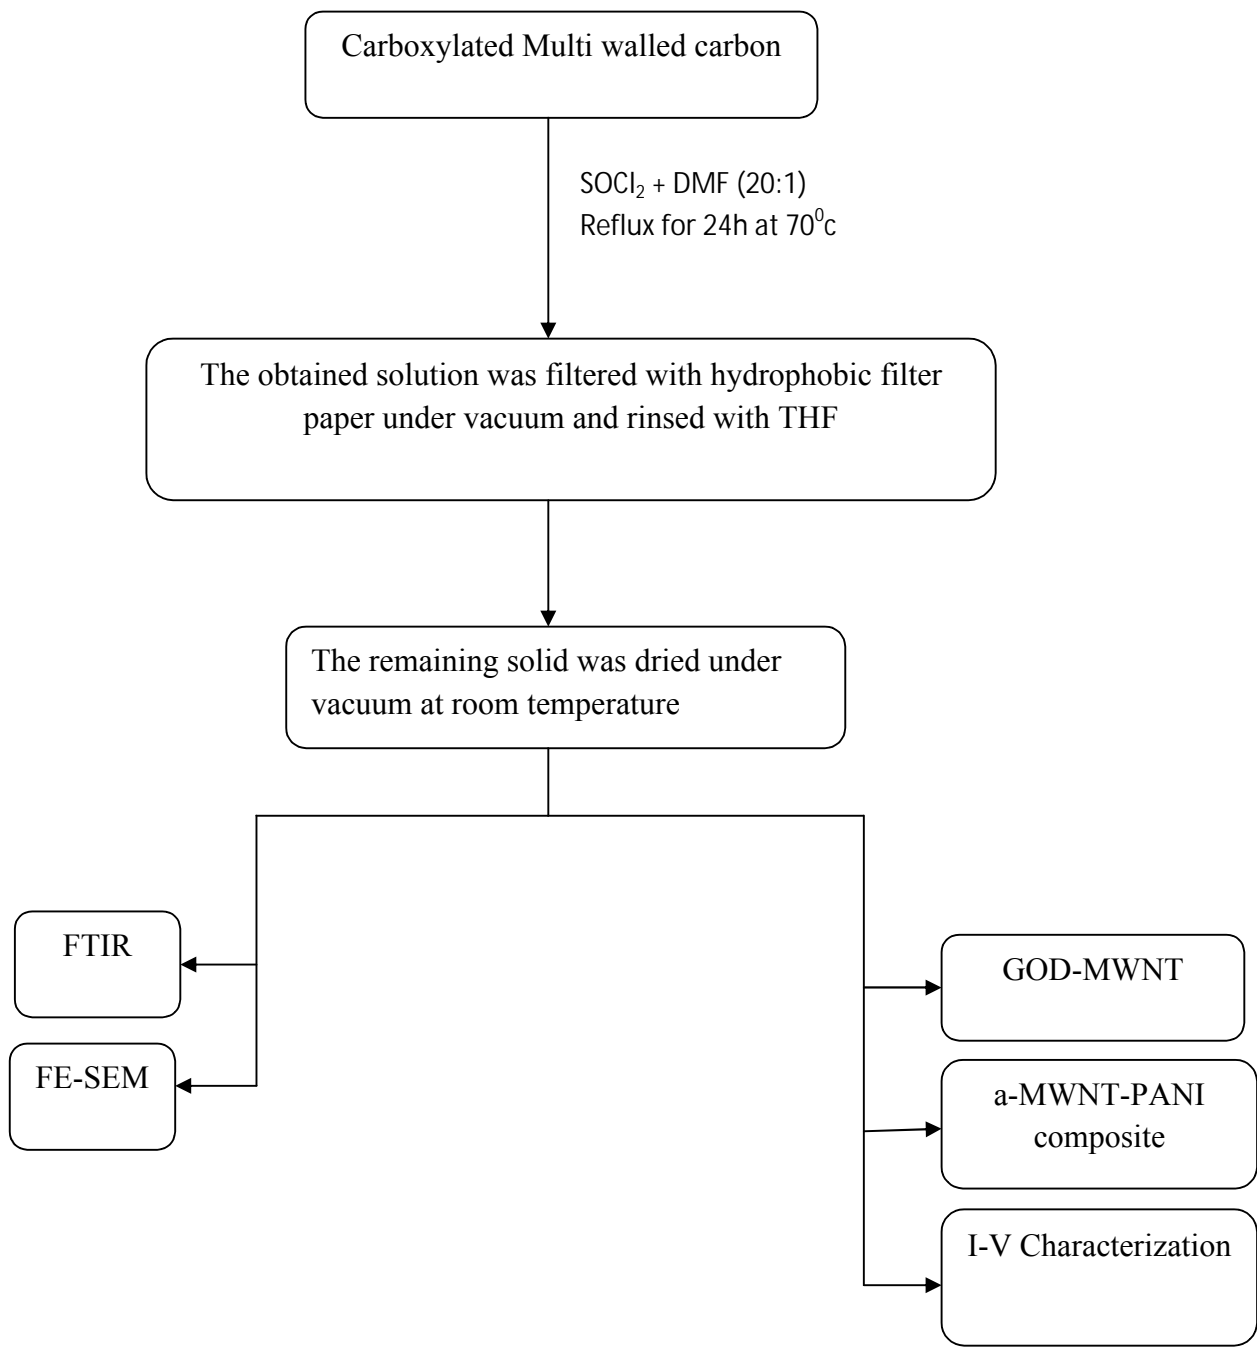 Carboxylated Multi walled carbon
SOCl₂ + DMF (20:1)
Reflux for 24h at 70⁰c
The obtained solution was filtered with hydrophobic filter
paper under vacuum and rinsed with THF
The remaining solid was dried under
vacuum at room temperature
FTIR
FE-SEM
GOD-MWNT
a-MWNT-PANI
composite
I-V Characterization